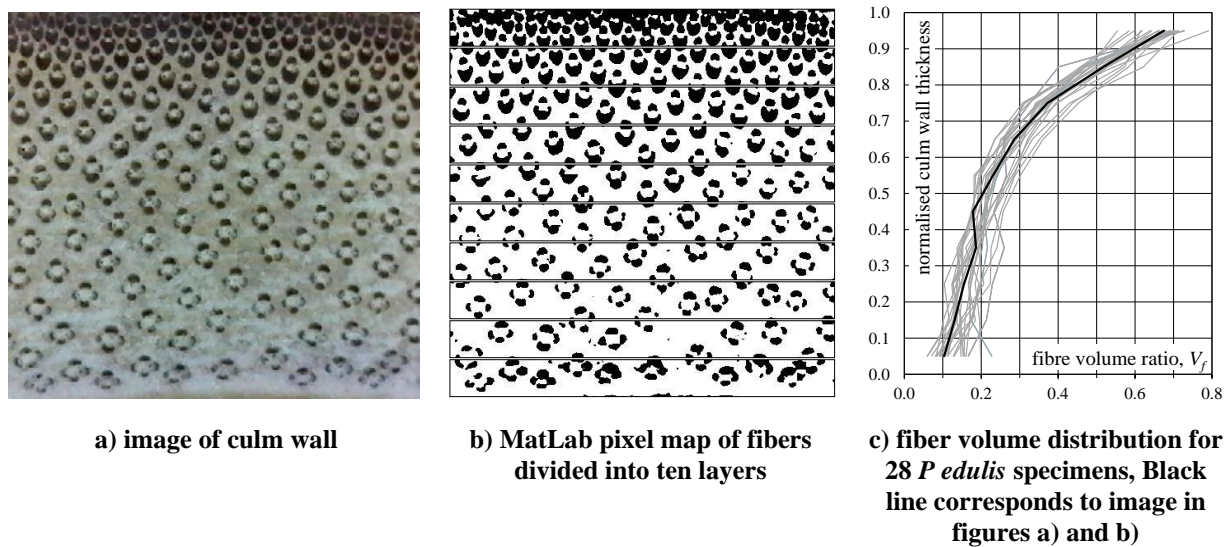 1.0
0.9
0.8
0.7
0.6
0.5
0.4
0.3
0.2
0.1
0.0
normalised culm wall thickness
fibre volume ratio, V_f
0.0 0.2 0.4 0.6 0.8
a) image of culm wall
b) MatLab pixel map of fibers
divided into ten layers
c) fiber volume distribution for
28 P edulis specimens, Black
line corresponds to image in
figures a) and b)